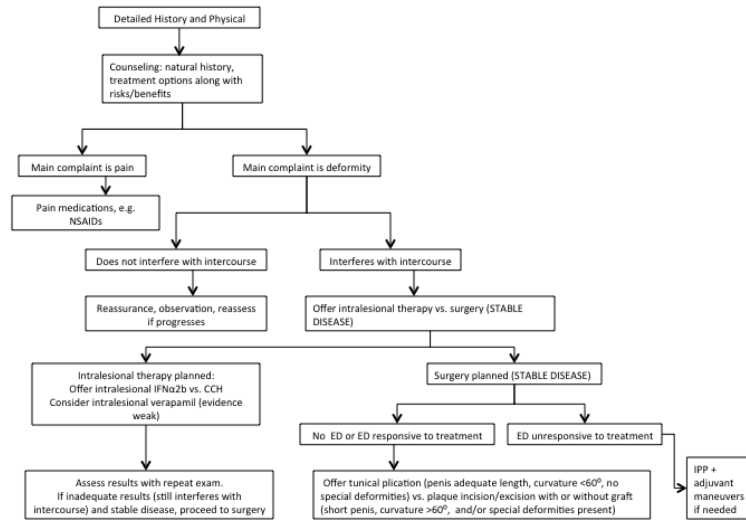 Detailed History and Physical
Counseling: natural history,
treatment options along with
risks/benefits
Main complaint is pain
Main complaint is deformity
Pain medications, e.g.
NSAIDs
Does not interfere with intercourse
Interferes with intercourse
Reassurance, observation, reassess
if progresses
Offer intralesional therapy vs. surgery (STABLE
DISEASE)
Intralesional therapy planned:
Offer intralesional IFNα2b vs. CCH
Consider intralesional verapamil (evidence
weak)
Surgery planned (STABLE DISEASE)
No ED or ED responsive to treatment
ED unresponsive to treatment
Assess results with repeat exam.
If inadequate results (still interferes with
intercourse) and stable disease, proceed to surgery
Offer tunical plication (penis adequate length, curvature <60⁰, no
special deformities) vs. plaque incision/excision with or without graft
(short penis, curvature >60⁰, and/or special deformities present)
IPP +
adjuvant
maneuvers
if needed